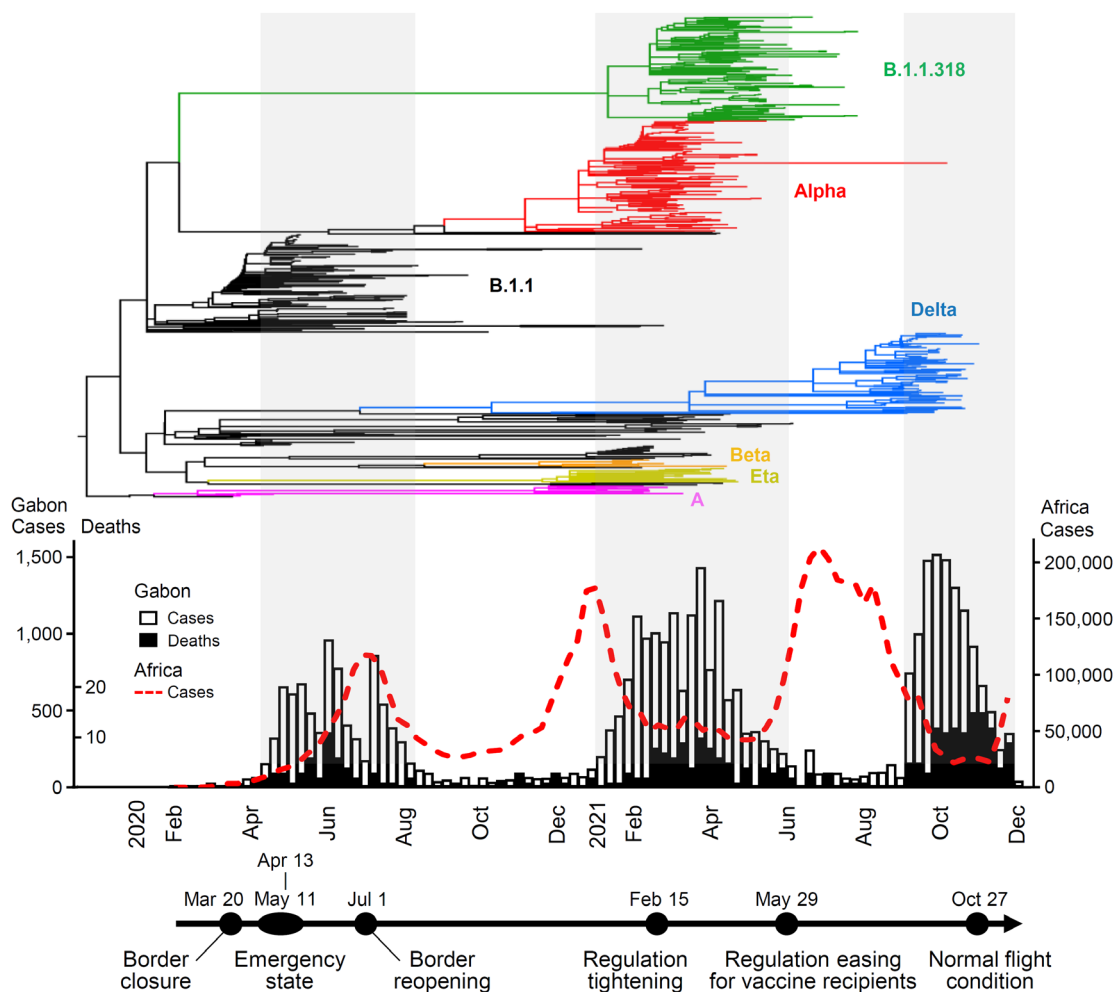 B.1.1.318
Alpha
B.1.1
Delta
Beta
Eta
A
Gabon
Cases Deaths
Africa
Cases
1,500
1,000
500
0
20
10
200,000
150,000
100,000
50,000
0
Gabon
Cases
Deaths
Africa
Cases
2020 Feb Apr Jun Aug Oct Dec 2021 Feb Apr Jun Aug Oct Dec
Apr 13
Mar 20 May 11 Jul 1 Feb 15 May 29 Oct 27
Border Emergency Border Regulation Regulation easing Normal flight
closure state reopening tightening for vaccine recipients condition